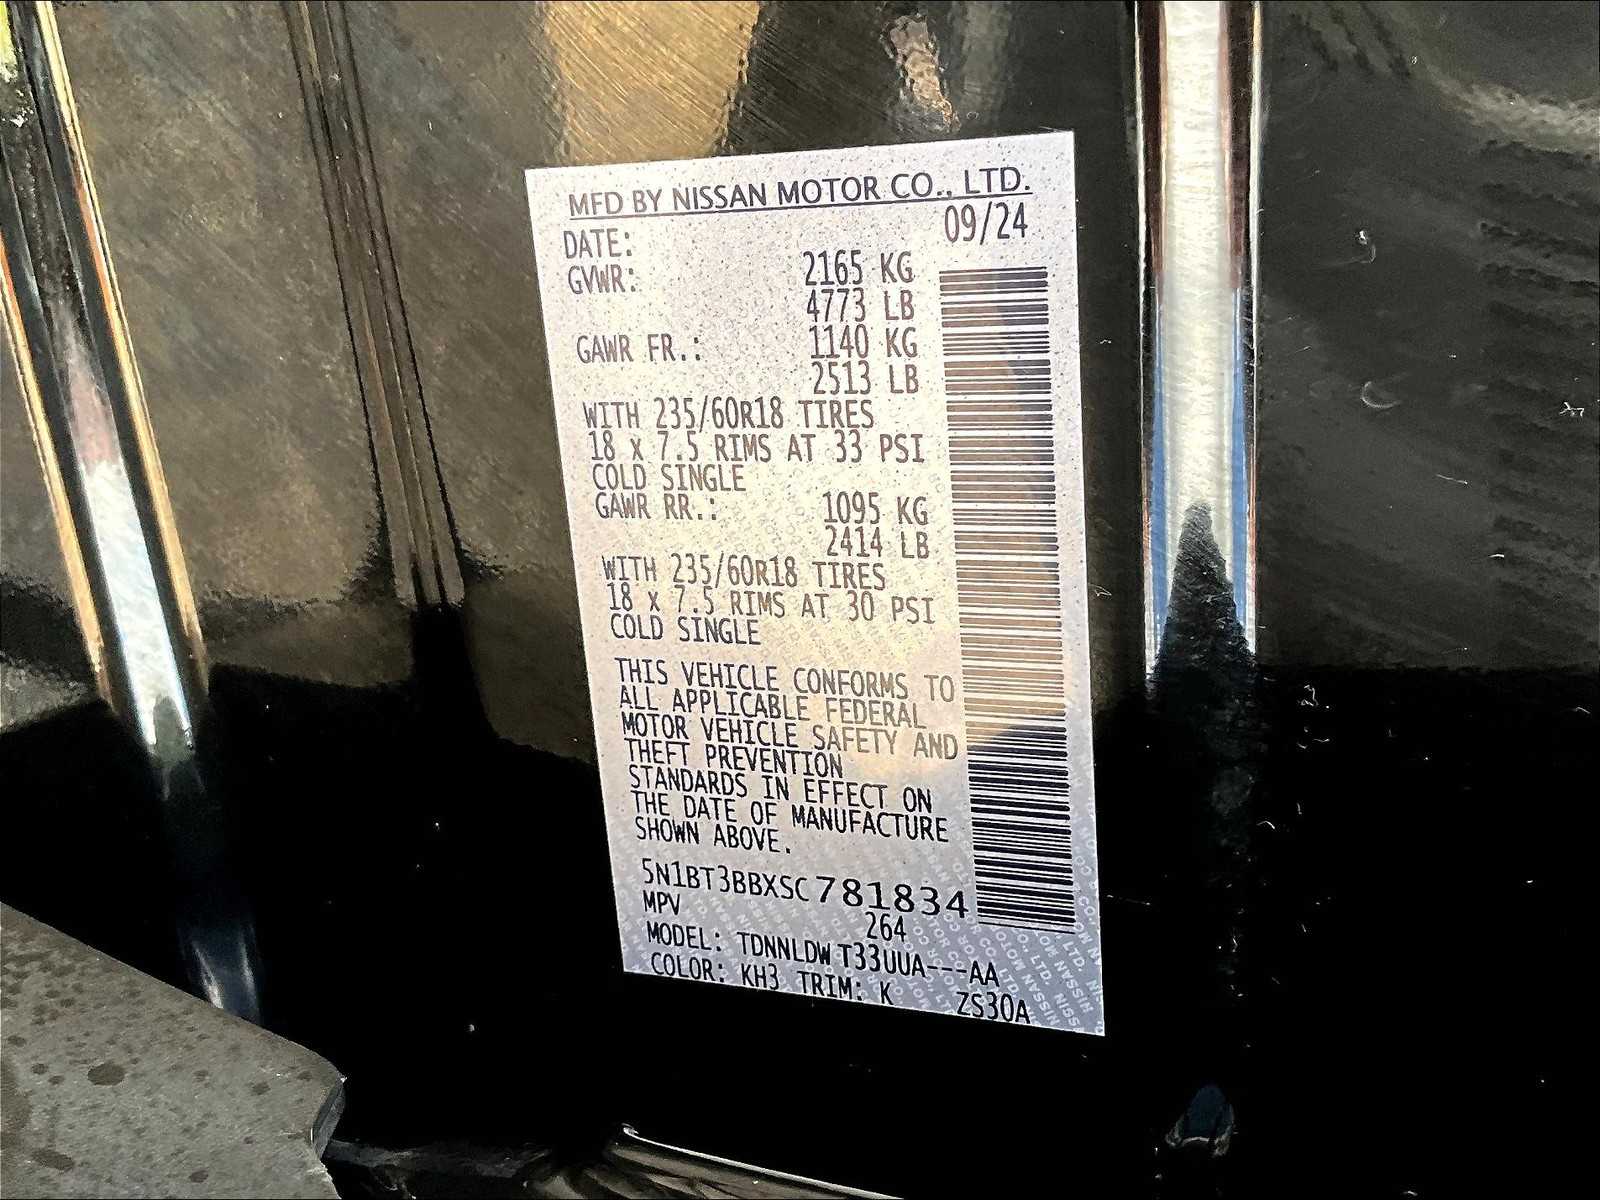 MFD BY NISSAN MOTOR CO., LTD.
DATE: 09/24
GVWR: 2165 KG
4773 LB
GAWR FR.: 1140 KG
2513 LB
WITH 235/60R18 TIRES
18 x 7.5 RIMS AT 33 PSI
COLD SINGLE
GAWR RR.: 1095 KG
2414 LB
WITH 235/60R18 TIRES
18 x 7.5 RIMS AT 30 PSI
COLD SINGLE
THIS VEHICLE CONFORMS TO
ALL APPLICABLE FEDERAL
MOTOR VEHICLE SAFETY AND
THEFT PREVENTION
STANDARDS IN EFFECT ON
THE DATE OF MANUFACTURE
SHOWN ABOVE.
5N1BT3BBXSC781834
MPV 264
MODEL: TDNNLDWT33UUA---AA
COLOR: KH3 TRIM: K ZS30A